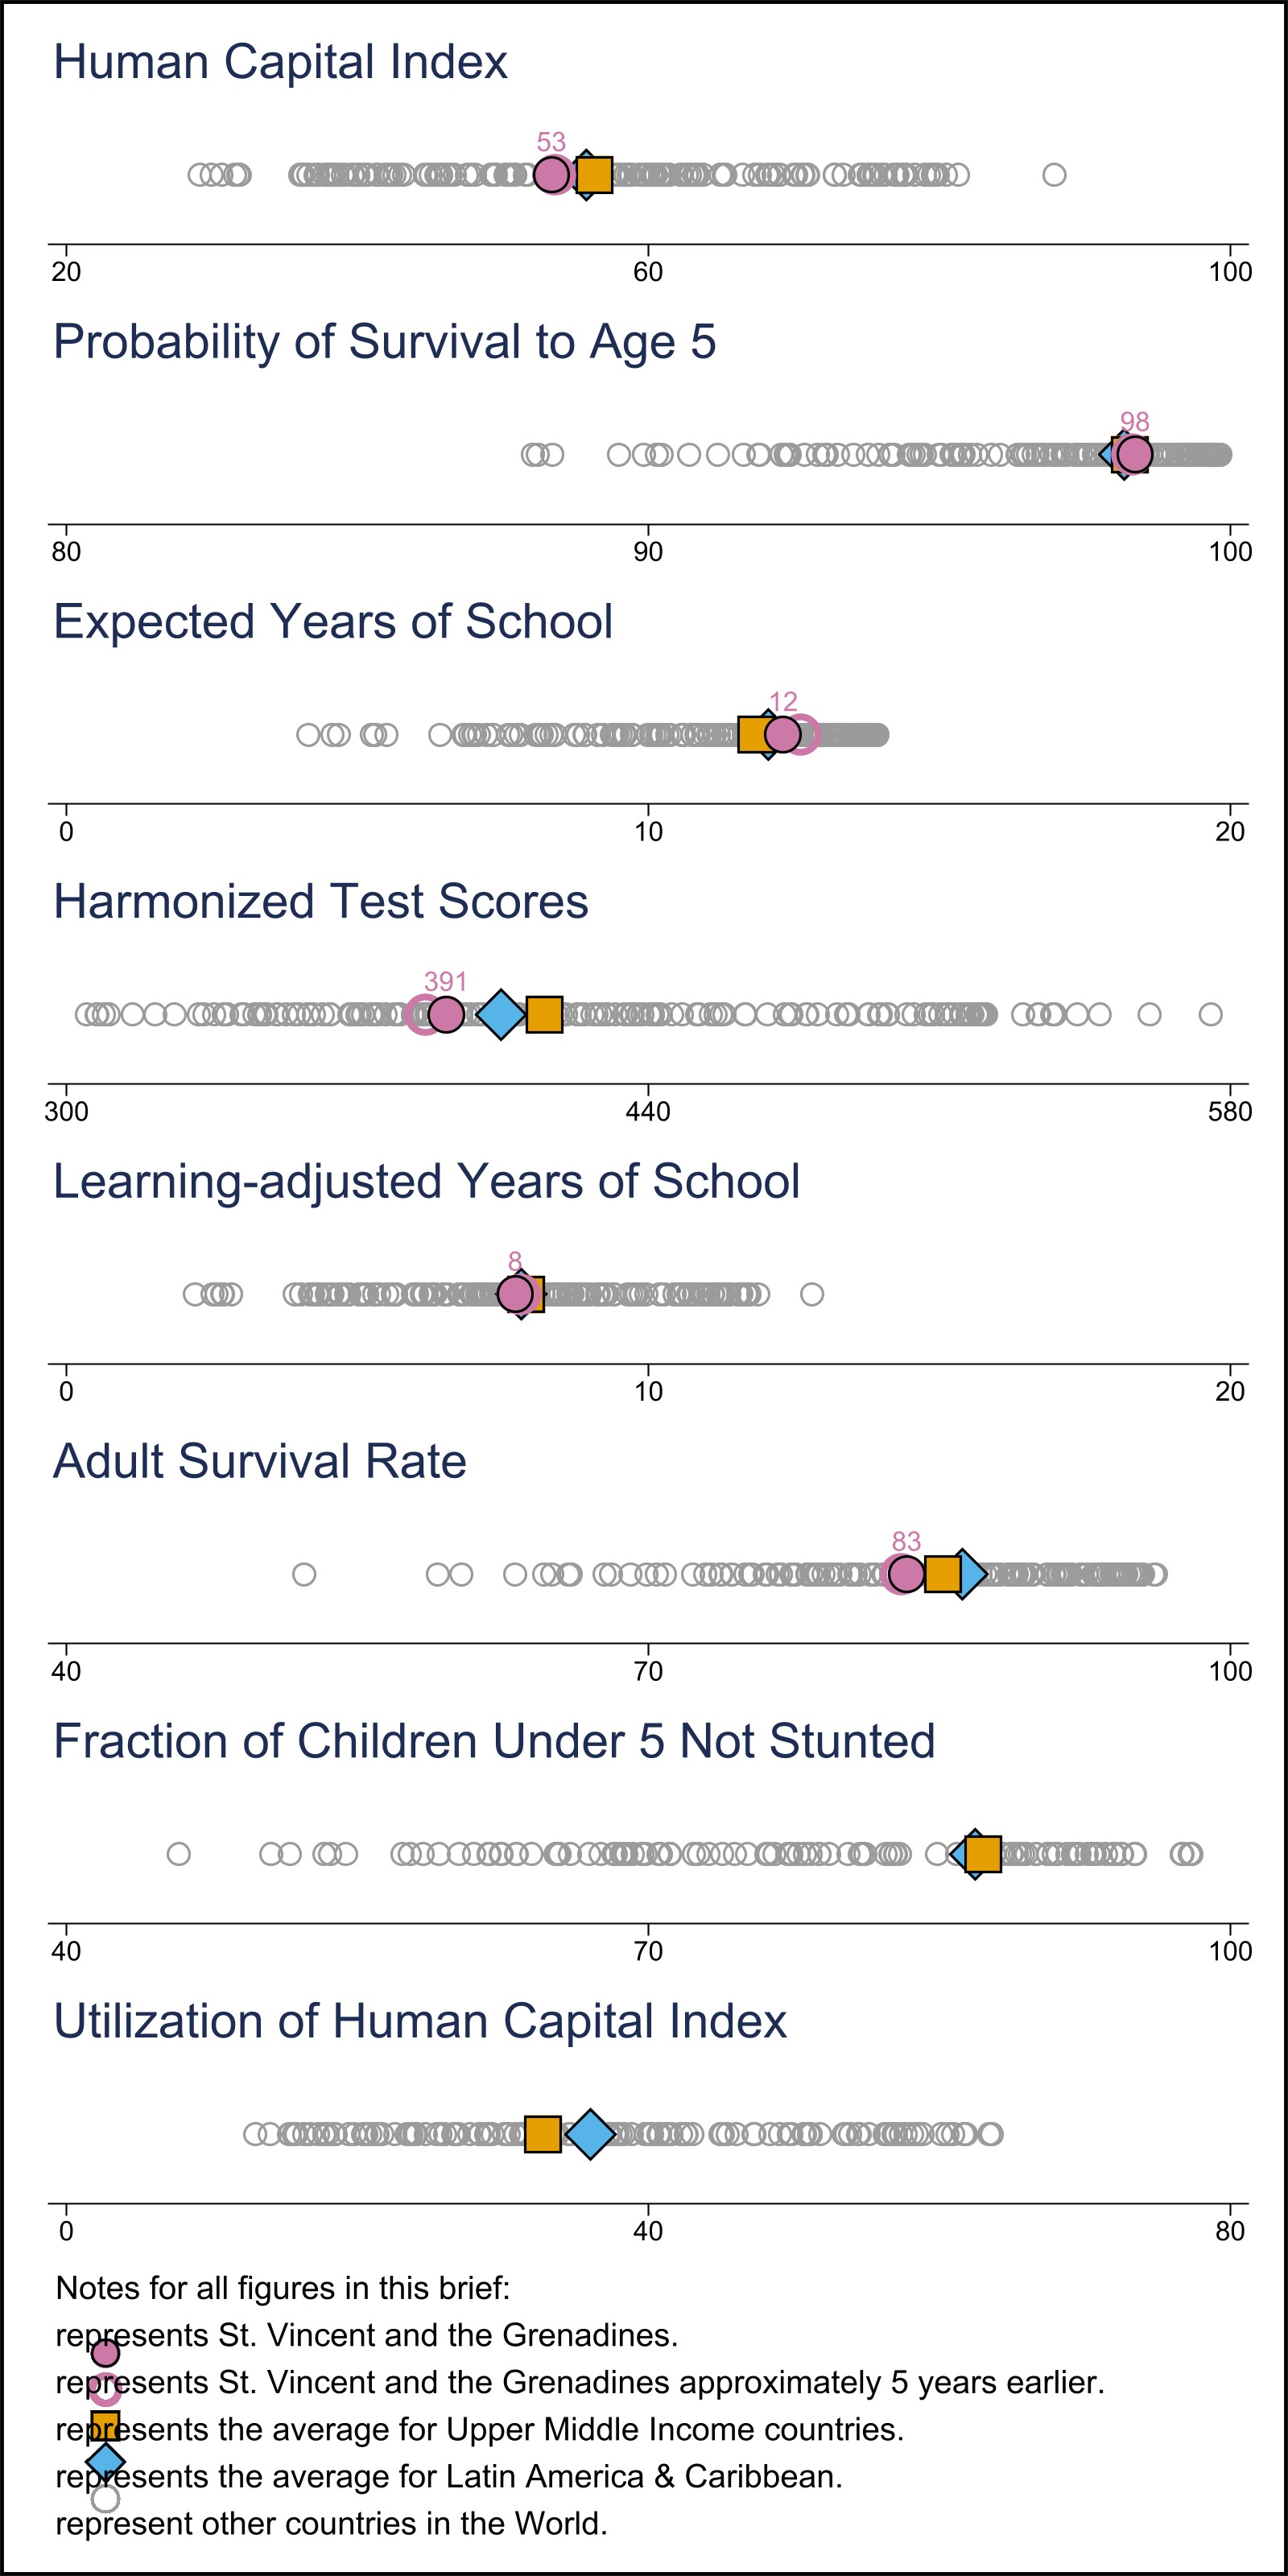 Human Capital Index
53
20 60 100
Probability of Survival to Age 5
98
80 90 100
Expected Years of School
12
0 10 20
Harmonized Test Scores
391
300 440 580
Learning-adjusted Years of School
8
0 10 20
Adult Survival Rate
83
40 70 100
Fraction of Children Under 5 Not Stunted
40 70 100
Utilization of Human Capital Index
0 40 80
Notes for all figures in this brief:
represents St. Vincent and the Grenadines.
represents St. Vincent and the Grenadines approximately 5 years earlier.
represents the average for Upper Middle Income countries.
represents the average for Latin America & Caribbean.
represent other countries in the World.